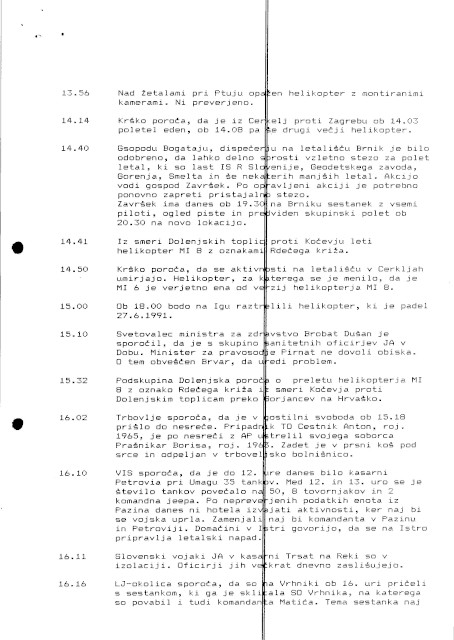 13.56 Nad Žetalami pri Ptuju opažen helikopter z montiranimi
kamerami. Ni preverjeno.
14.14 Krško poroča, da je iz Cerkelj proti Zagrebu ob 14.03
poletel eden, ob 14.08 pa še drugi večji helikopter.
14.40 Gsopodu Bogataju, dispečerju na letališču Brnik je bilo
odobreno, da lahko delno sprosti vzletno stezo za polet
letal, ki so last IS R Slovenije, Geodetskega zavoda,
Gorenja, Smelta in še nekaterih manjših letal. Akcijo
vodi gospod Završek. Po opravljeni akciji je potrebno
ponovno zapreti pristajalno stezo.
Završek ima danes ob 19.30 na Brniku sestanek z vsemi
piloti, ogled piste in predviden skupinski polet ob
20.30 na novo lokacijo.
14.41 Iz smeri Dolenjskih toplic proti Kočevju leti
helikopter MI 8 z oznakami Rdečega križa.
14.50 Krško poroča, da se aktivnosti na letališču v Cerkljah
umirjajo. Helikopter, za katerega se je menilo, da je
MI 6 je verjetno ena od verzij helikopterja MI 8.
15.00 Ob 18.00 bodo na Igu raztrelili helikopter, ki je padel
27.6.1991.
15.10 Svetovalec ministra za zdravstvo Brobat Dušan je
sporočil, da je s skupino sanitetnih oficirjev JA v
Dobu. Minister za pravosodje Pirnat ne dovoli obiska.
O tem obveščen Brvar, da uredi problem.
15.32 Podskupina Dolenjska poroča o preletu helikopterja MI
8 z oznako Rdečega križa iz smeri Kočevja proti
Dolenjskim toplicam preko Gorjancev na Hrvaško.
16.02 Trbovlje sporoča, da je v gostilni svoboda ob 15.18
prišlo do nesreče. Pripadnik TO Cestnik Anton, roj.
1965, je po nesreči z AP ustrelil svojega soborca
Prašnikar Borisa, roj. 1963. Zadet je v prsni koš pod
srce in odpeljan v trboveljsko bolnišnico.
16.10 VIS sporoča, da je do 12. ure danes bilo kasarni
Petrovia pri Umagu 35 tankov. Med 12. in 13. uro se je
število tankov povečalo na 50, 8 tovornjakov in 2
komandna jeepa. Po nepreverjenih podatkih enota iz
Pazina danes ni hotela izvajati aktivnosti, ker naj bi
se vojska uprla. Zamenjali naj bi komandanta v Pazinu
in Petroviji. Domačini v Istri govorijo, da se na Istro
pripravlja letalski napad.
16.11 Slovenski vojaki JA v kasarni Trsat na Reki so v
izolaciji. Oficirji jih večkrat dnevno zaslišujejo.
16.16 LJ-okolica sporoča, da so na Vrhniki ob 16. uri pričeli
s sestankom, ki ga je sklicala SO Vrhnika, na katerega
so povabil i tudi komandanta Matića. Tema sestanka naj